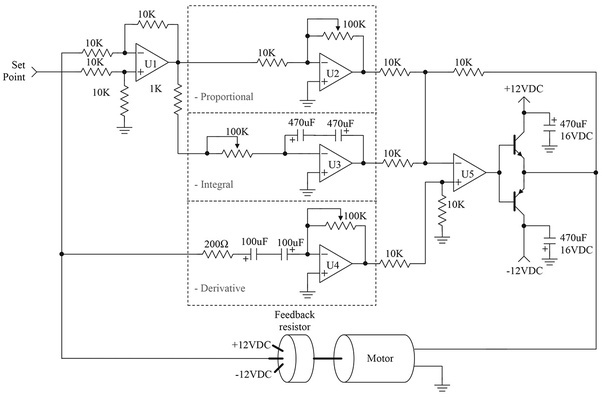 10K
100K
10K
10K
10K
10K
+12VDC
Set
Point
10K
U1
U2
+
470uF
16VDC
10K
1K
- Proportional
470uF
470uF
100K
+
+
10K
U3
U5
- Integral
10K
100K
200Ω
100uF
100uF
470uF
16VDC
+
+
+
U4
10K
-12VDC
- Derivative
Feedback
resistor
+12VDC
Motor
-12VDC